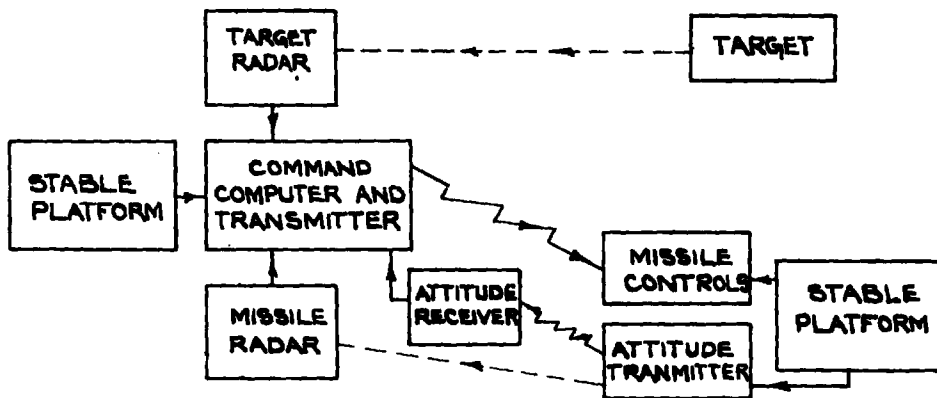 TARGET
RADAR
TARGET
STABLE
PLATFORM
COMMAND
COMPUTER AND
TRANSMITTER
MISSILE
CONTROLS
STABLE
PLATFORM
MISSILE
RADAR
ATTITUDE
RECEIVER
ATTITUDE
TRANMITTER